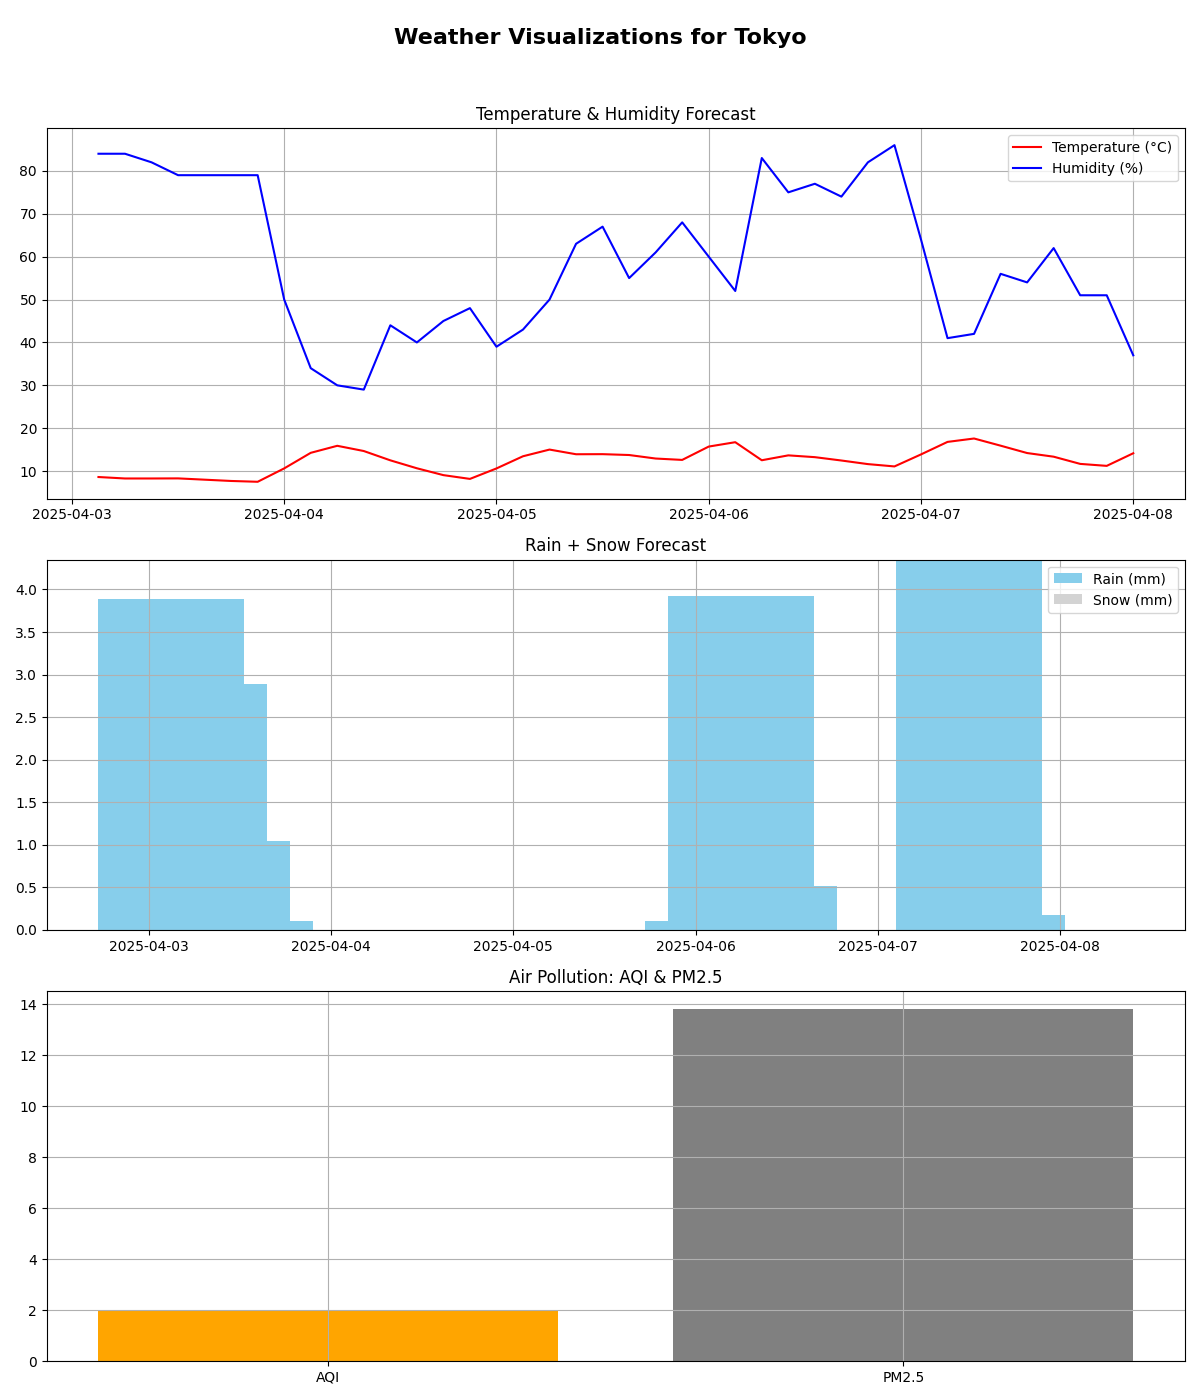 Weather Visualizations for Tokyo
Temperature & Humidity Forecast
Temperature (°C)
Humidity (%)
80
70
60
50
40
30
20
10
2025-04-03 2025-04-04 2025-04-05 2025-04-06 2025-04-07 2025-04-08
Rain + Snow Forecast
Rain (mm)
Snow (mm)
4.0
3.5
3.0
2.5
2.0
1.5
1.0
0.5
0.0
2025-04-03 2025-04-04 2025-04-05 2025-04-06 2025-04-07 2025-04-08
Air Pollution: AQI & PM2.5
14
12
10
8
6
4
2
0
AQI PM2.5